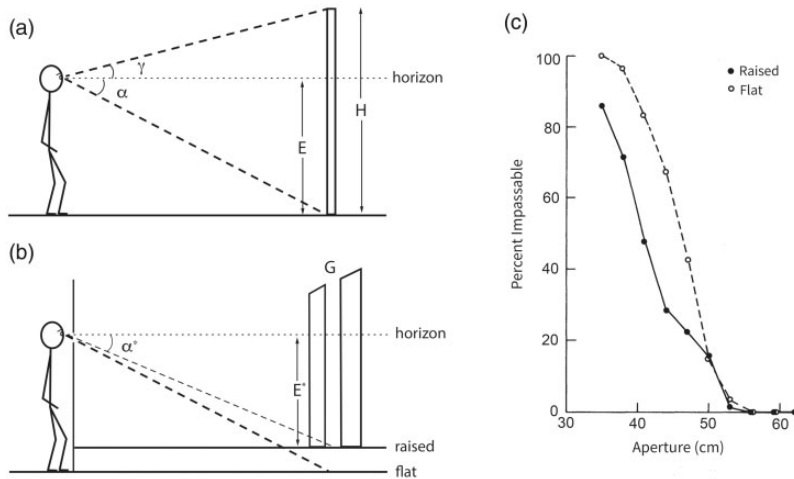 (a)
γ
α
horizon
E
H
(b)
G
horizon
α*
E*
raised
flat
(c)
100
80
60
40
20
0
30 40 50 60
Percent Impassable
Aperture (cm)
Raised
Flat